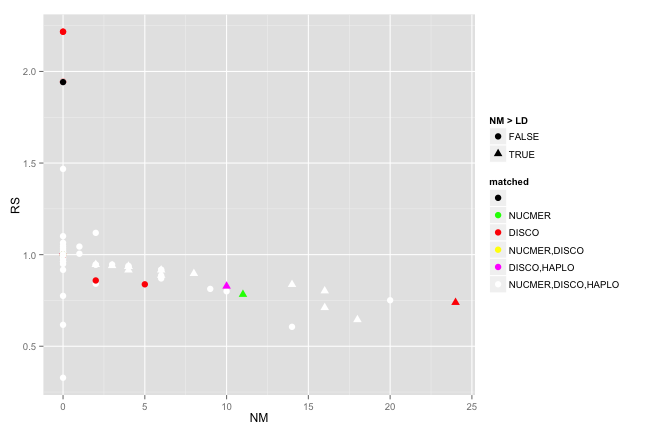 2.0
1.5
1.0
0.5
RS
0
5
10
15
20
25
NM
NM > LD
FALSE
TRUE
matched
NUCMER
DISCO
NUCMER,DISCO
DISCO,HAPLO
NUCMER,DISCO,HAPLO